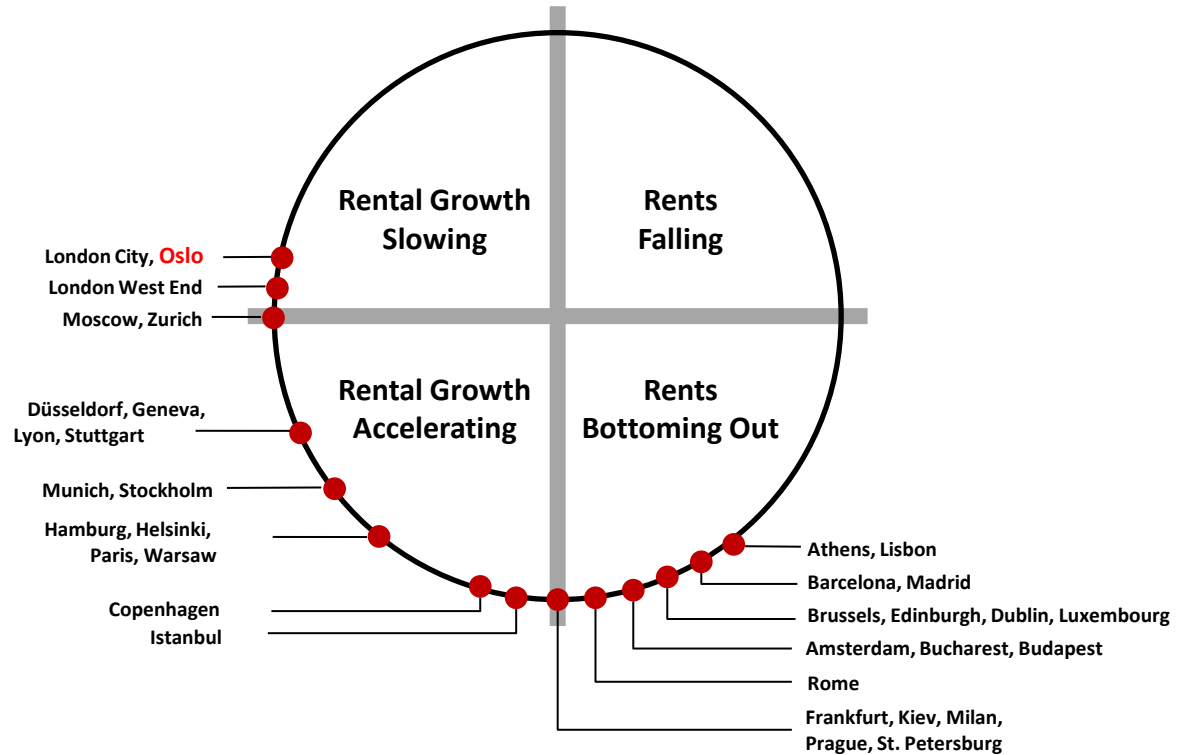 Rental Growth
Slowing
Rents
Falling
London City, Oslo
London West End
Moscow, Zurich
Rental Growth
Accelerating
Rents
Bottoming Out
Düsseldorf, Geneva,
Lyon, Stuttgart
Munich, Stockholm
Hamburg, Helsinki,
Paris, Warsaw
Copenhagen
Istanbul
Athens, Lisbon
Barcelona, Madrid
Brussels, Edinburgh, Dublin, Luxembourg
Amsterdam, Bucharest, Budapest
Rome
Frankfurt, Kiev, Milan,
Prague, St. Petersburg